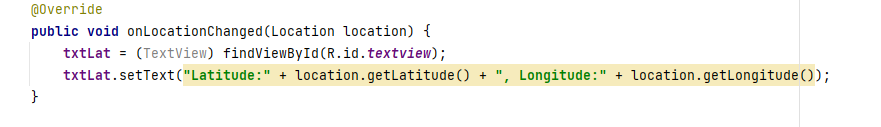 @Override
public void onLocationChanged(Location location) {
txtLat = (TextView) findViewById(R.id.textview);
txtLat.setText("Latitude:" + location.getLatitude() + ", Longitude:" + location.getLongitude());
}